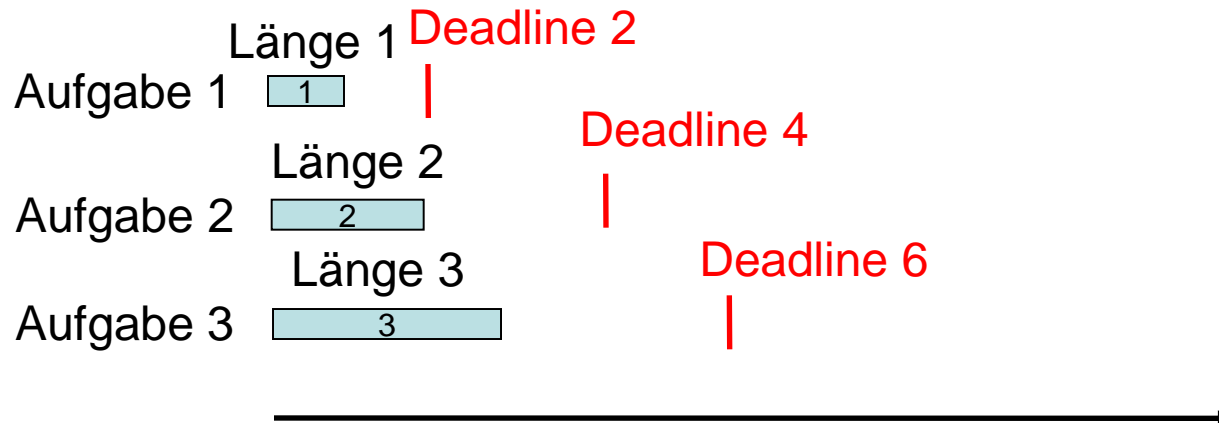 Länge 1 Deadline 2
Aufgabe 1 1
Deadline 4
Länge 2
Aufgabe 2 2
Länge 3 Deadline 6
Aufgabe 3 3